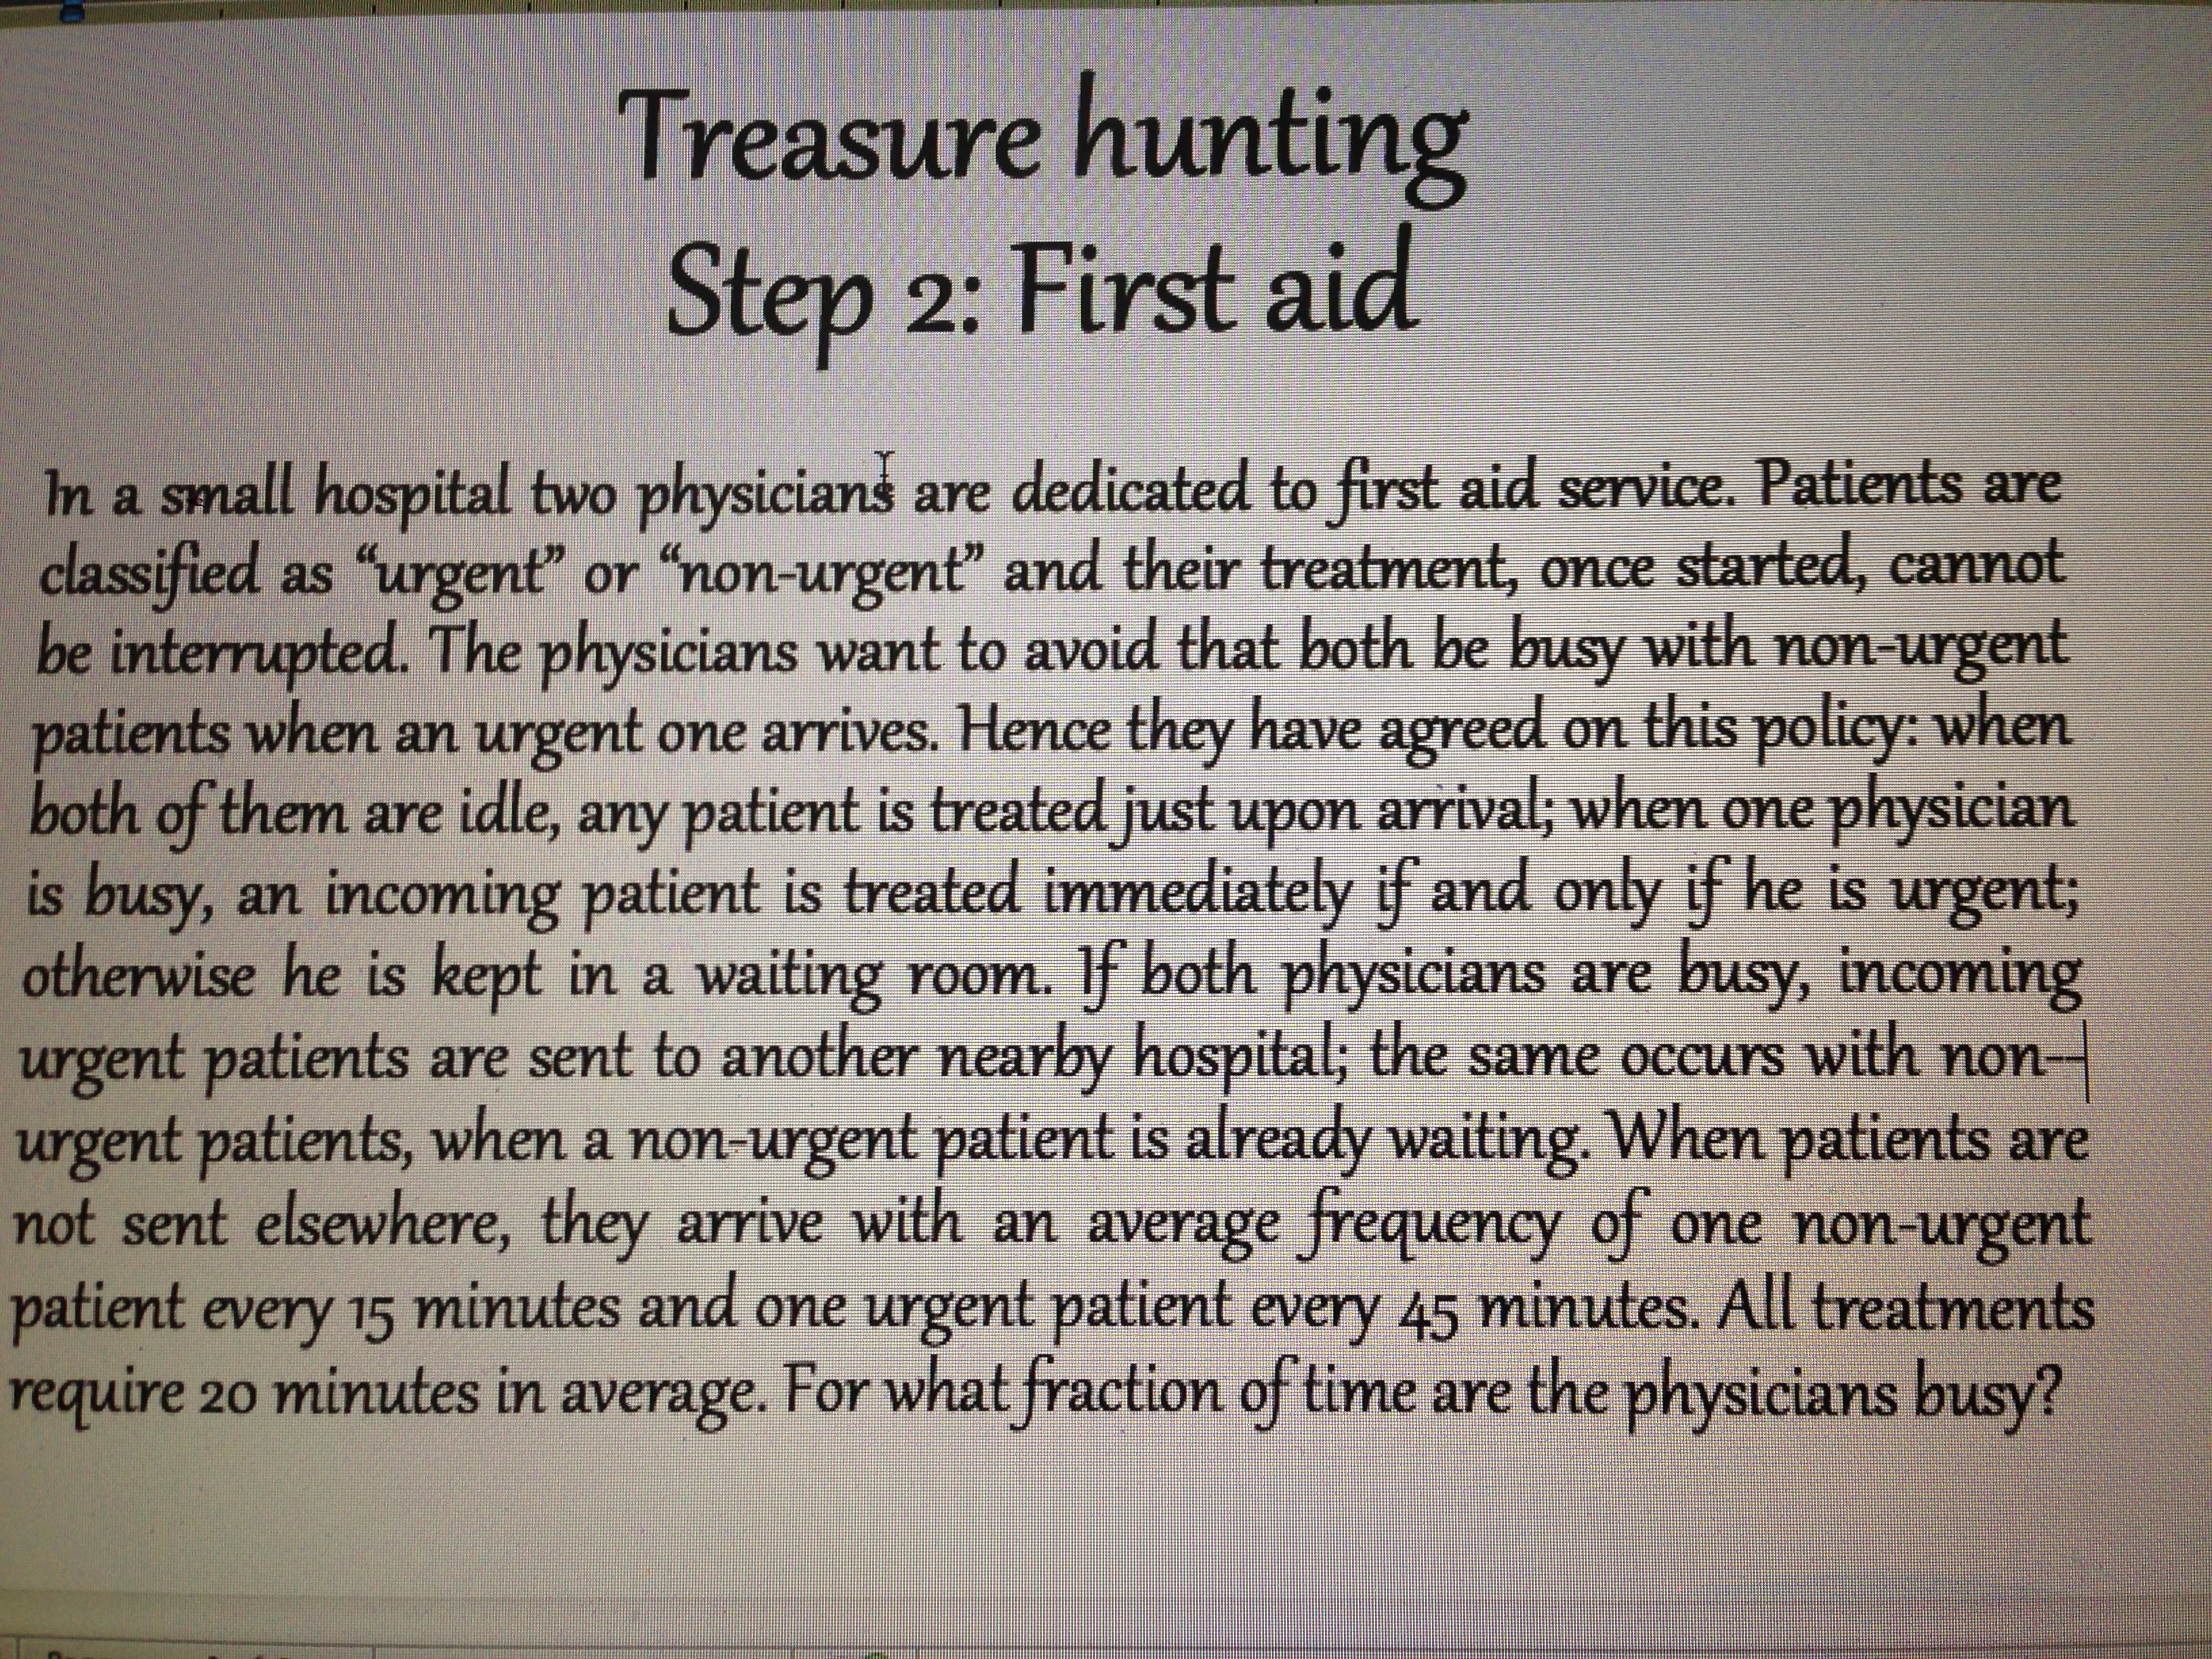 Treasure hunting
Step 2: First aid
In a small hospital two physicians are dedicated to first aid service. Patients are
classified as “urgent” or “non-urgent” and their treatment, once started, cannot
be interrupted. The physicians want to avoid that both be busy with non-urgent
patients when an urgent one arrives. Hence they have agreed on this policy: when
both of them are idle, any patient is treated just upon arrival; when one physician
is busy, an incoming patient is treated immediately if and only if he is urgent;
otherwise he is kept in a waiting room. If both physicians are busy, incoming
urgent patients are sent to another nearby hospital; the same occurs with non-
urgent patients, when a non-urgent patient is already waiting. When patients are
not sent elsewhere, they arrive with an average frequency of one non-urgent
patient every 15 minutes and one urgent patient every 45 minutes. All treatments
require 20 minutes in average. For what fraction of time are the physicians busy?